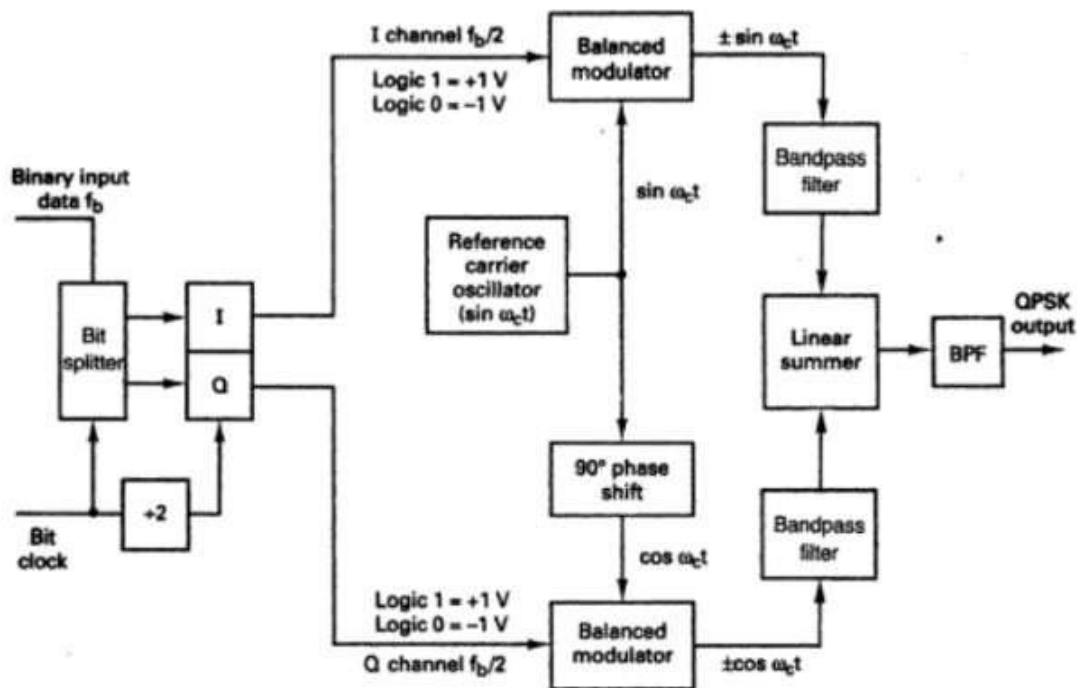 I channel f_b/2
Logic 1 = +1 V
Logic 0 = −1 V
Balanced
modulator
± sin ω_ct
Bandpass
filter
sin ω_ct
Binary input
data f_b
Reference
carrier
oscillator
(sin ω_ct)
Bit
splitter
I
Q
Linear
summer
BPF
QPSK
output
90° phase
shift
÷2
Bit
clock
cos ω_ct
Bandpass
filter
Logic 1 = +1 V
Logic 0 = −1 V
Q channel f_b/2
Balanced
modulator
±cos ω_ct